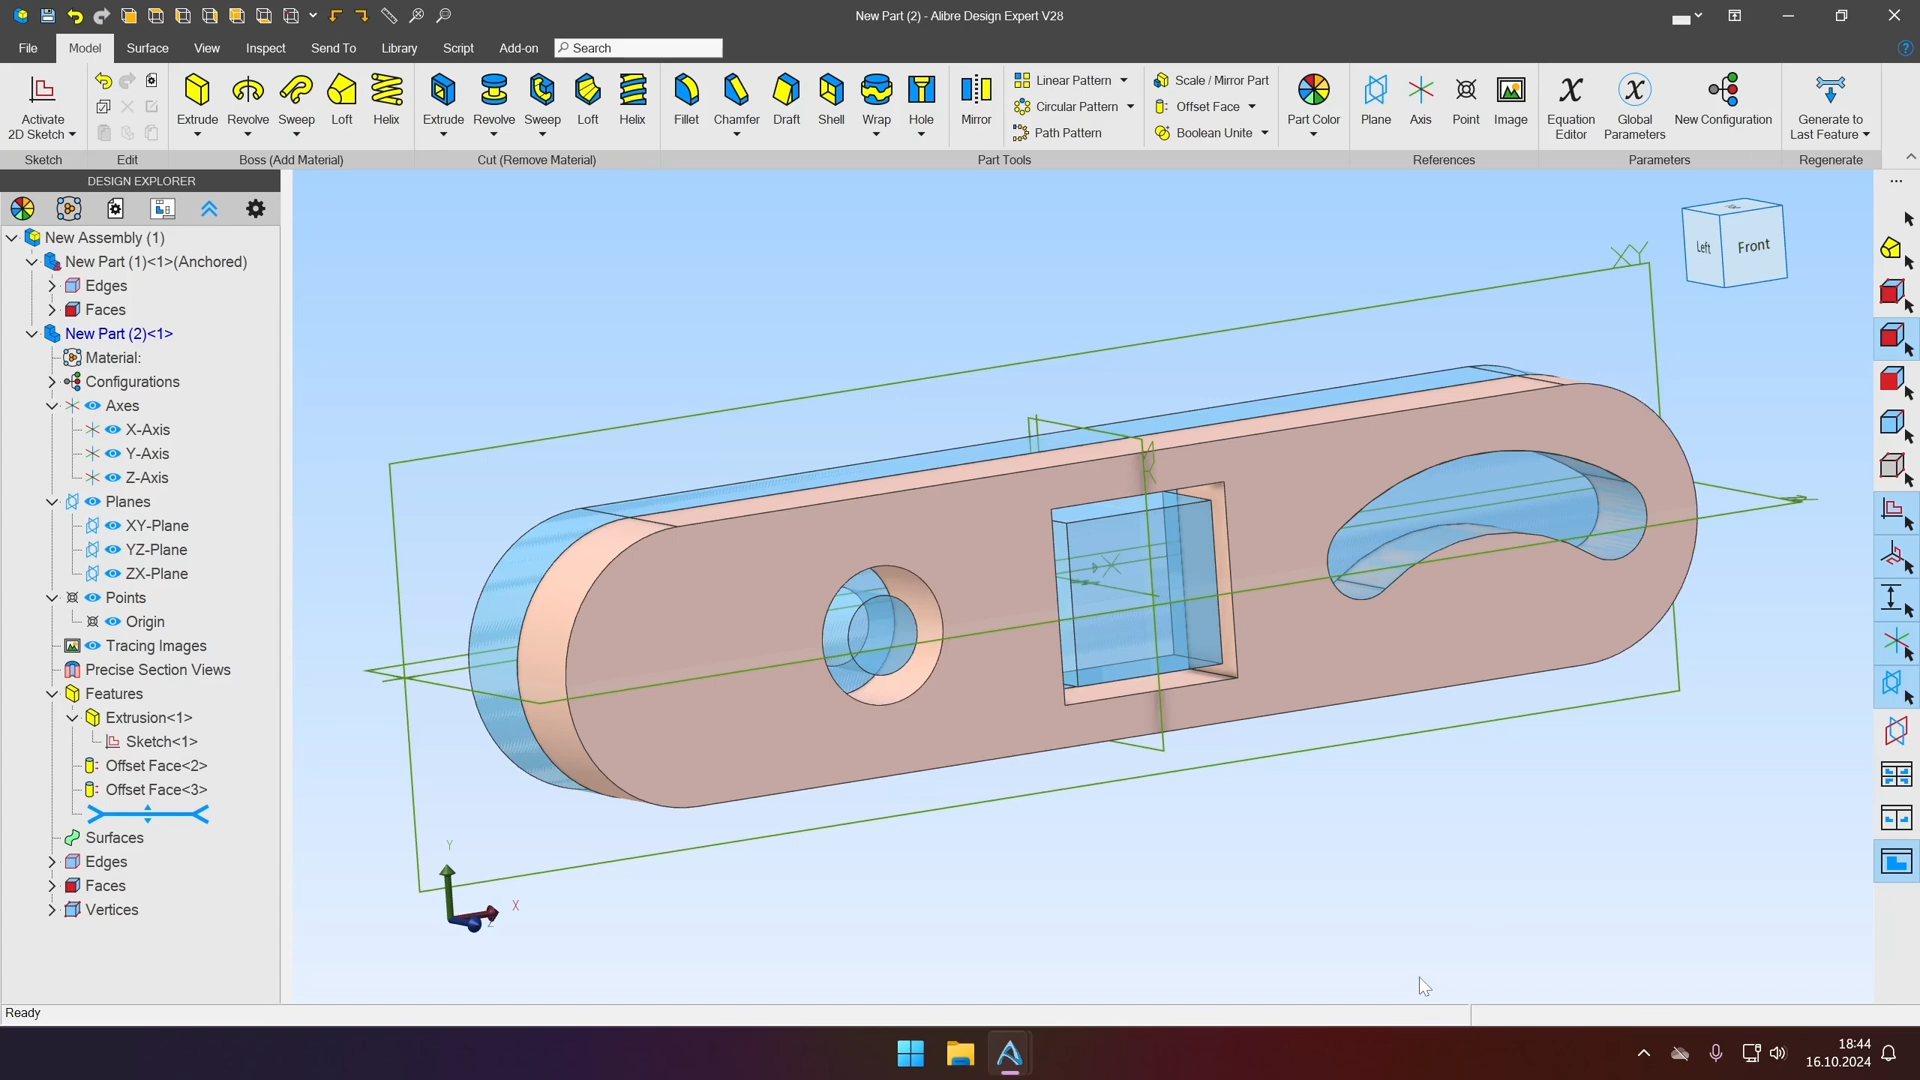 New Part (2) - Alibre Design Expert V28
File Model Surface View Inspect Send To Library Script Add-on Search
Activate 2D Sketch
Extrude Revolve Sweep Loft Helix
Extrude Revolve Sweep Loft Helix
Fillet Chamfer Draft Shell Wrap Hole Mirror
Linear Pattern
Circular Pattern
Path Pattern
Scale / Mirror Part
Offset Face
Boolean Unite
Part Color
Plane Axis Point Image
Equation Editor
Global Parameters
New Configuration
Generate to Last Feature
Sketch Edit Boss (Add Material) Cut (Remove Material) Part Tools References Parameters Regenerate
DESIGN EXPLORER
New Assembly (1)
New Part (1)<1>(Anchored)
Edges
Faces
New Part (2)<1>
Material:
Configurations
Axes
X-Axis
Y-Axis
Z-Axis
Planes
XY-Plane
YZ-Plane
ZX-Plane
Points
Origin
Tracing Images
Precise Section Views
Features
Extrusion<1>
Sketch<1>
Offset Face<2>
Offset Face<3>
Surfaces
Edges
Faces
Vertices
XY
Left Front
X
Y
X
Z
Ready
18:44
16.10.2024